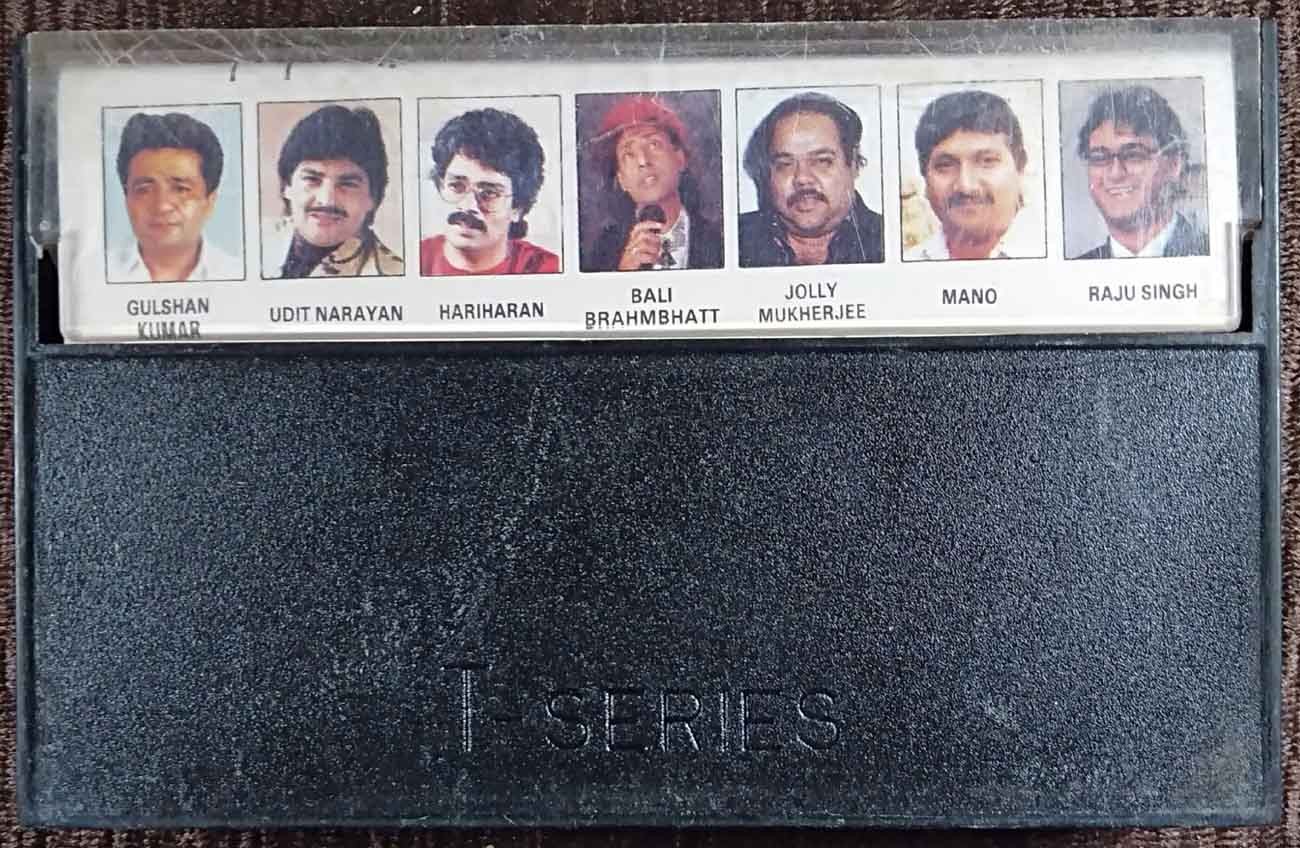 GULSHAN
KUMAR
UDIT NARAYAN
HARIHARAN
BALI
BRAHMBHATT
JOLLY
MUKHERJEE
MANO
RAJU SINGH
T-SERIES